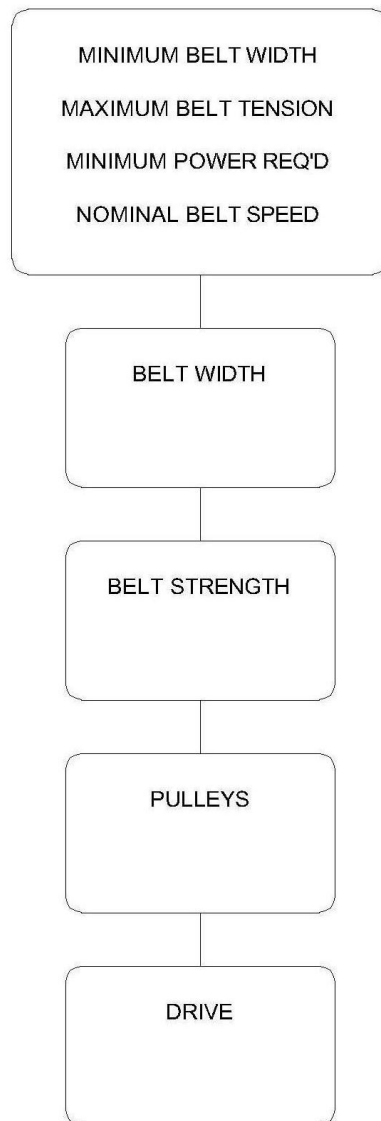 MINIMUM BELT WIDTH
MAXIMUM BELT TENSION
MINIMUM POWER REQ'D
NOMINAL BELT SPEED
BELT WIDTH
BELT STRENGTH
PULLEYS
DRIVE